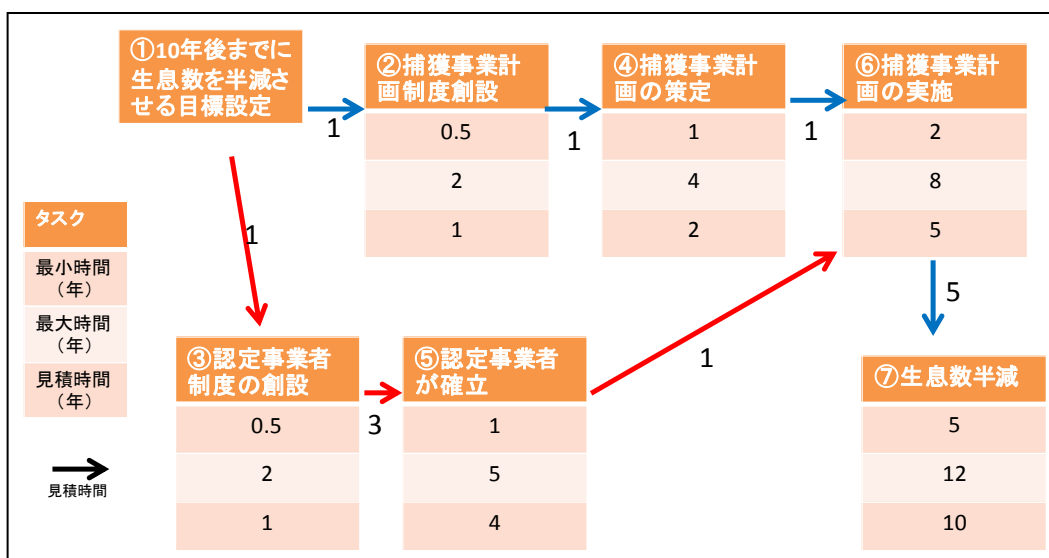 ①10年後までに
生息数を半減さ
せる目標設定
1
②捕獲事業計
画制度創設
0.5
2
1
1
④捕獲事業計
画の策定
1
4
2
1
⑥捕獲事業計
画の実施
2
8
5
1
タスク
最小時間
（年）
最大時間
（年）
見積時間
（年）
見積時間
③認定事業者
制度の創設
0.5
2
1
3
⑤認定事業者
が確立
1
5
4
1
5
⑦生息数半減
5
12
10